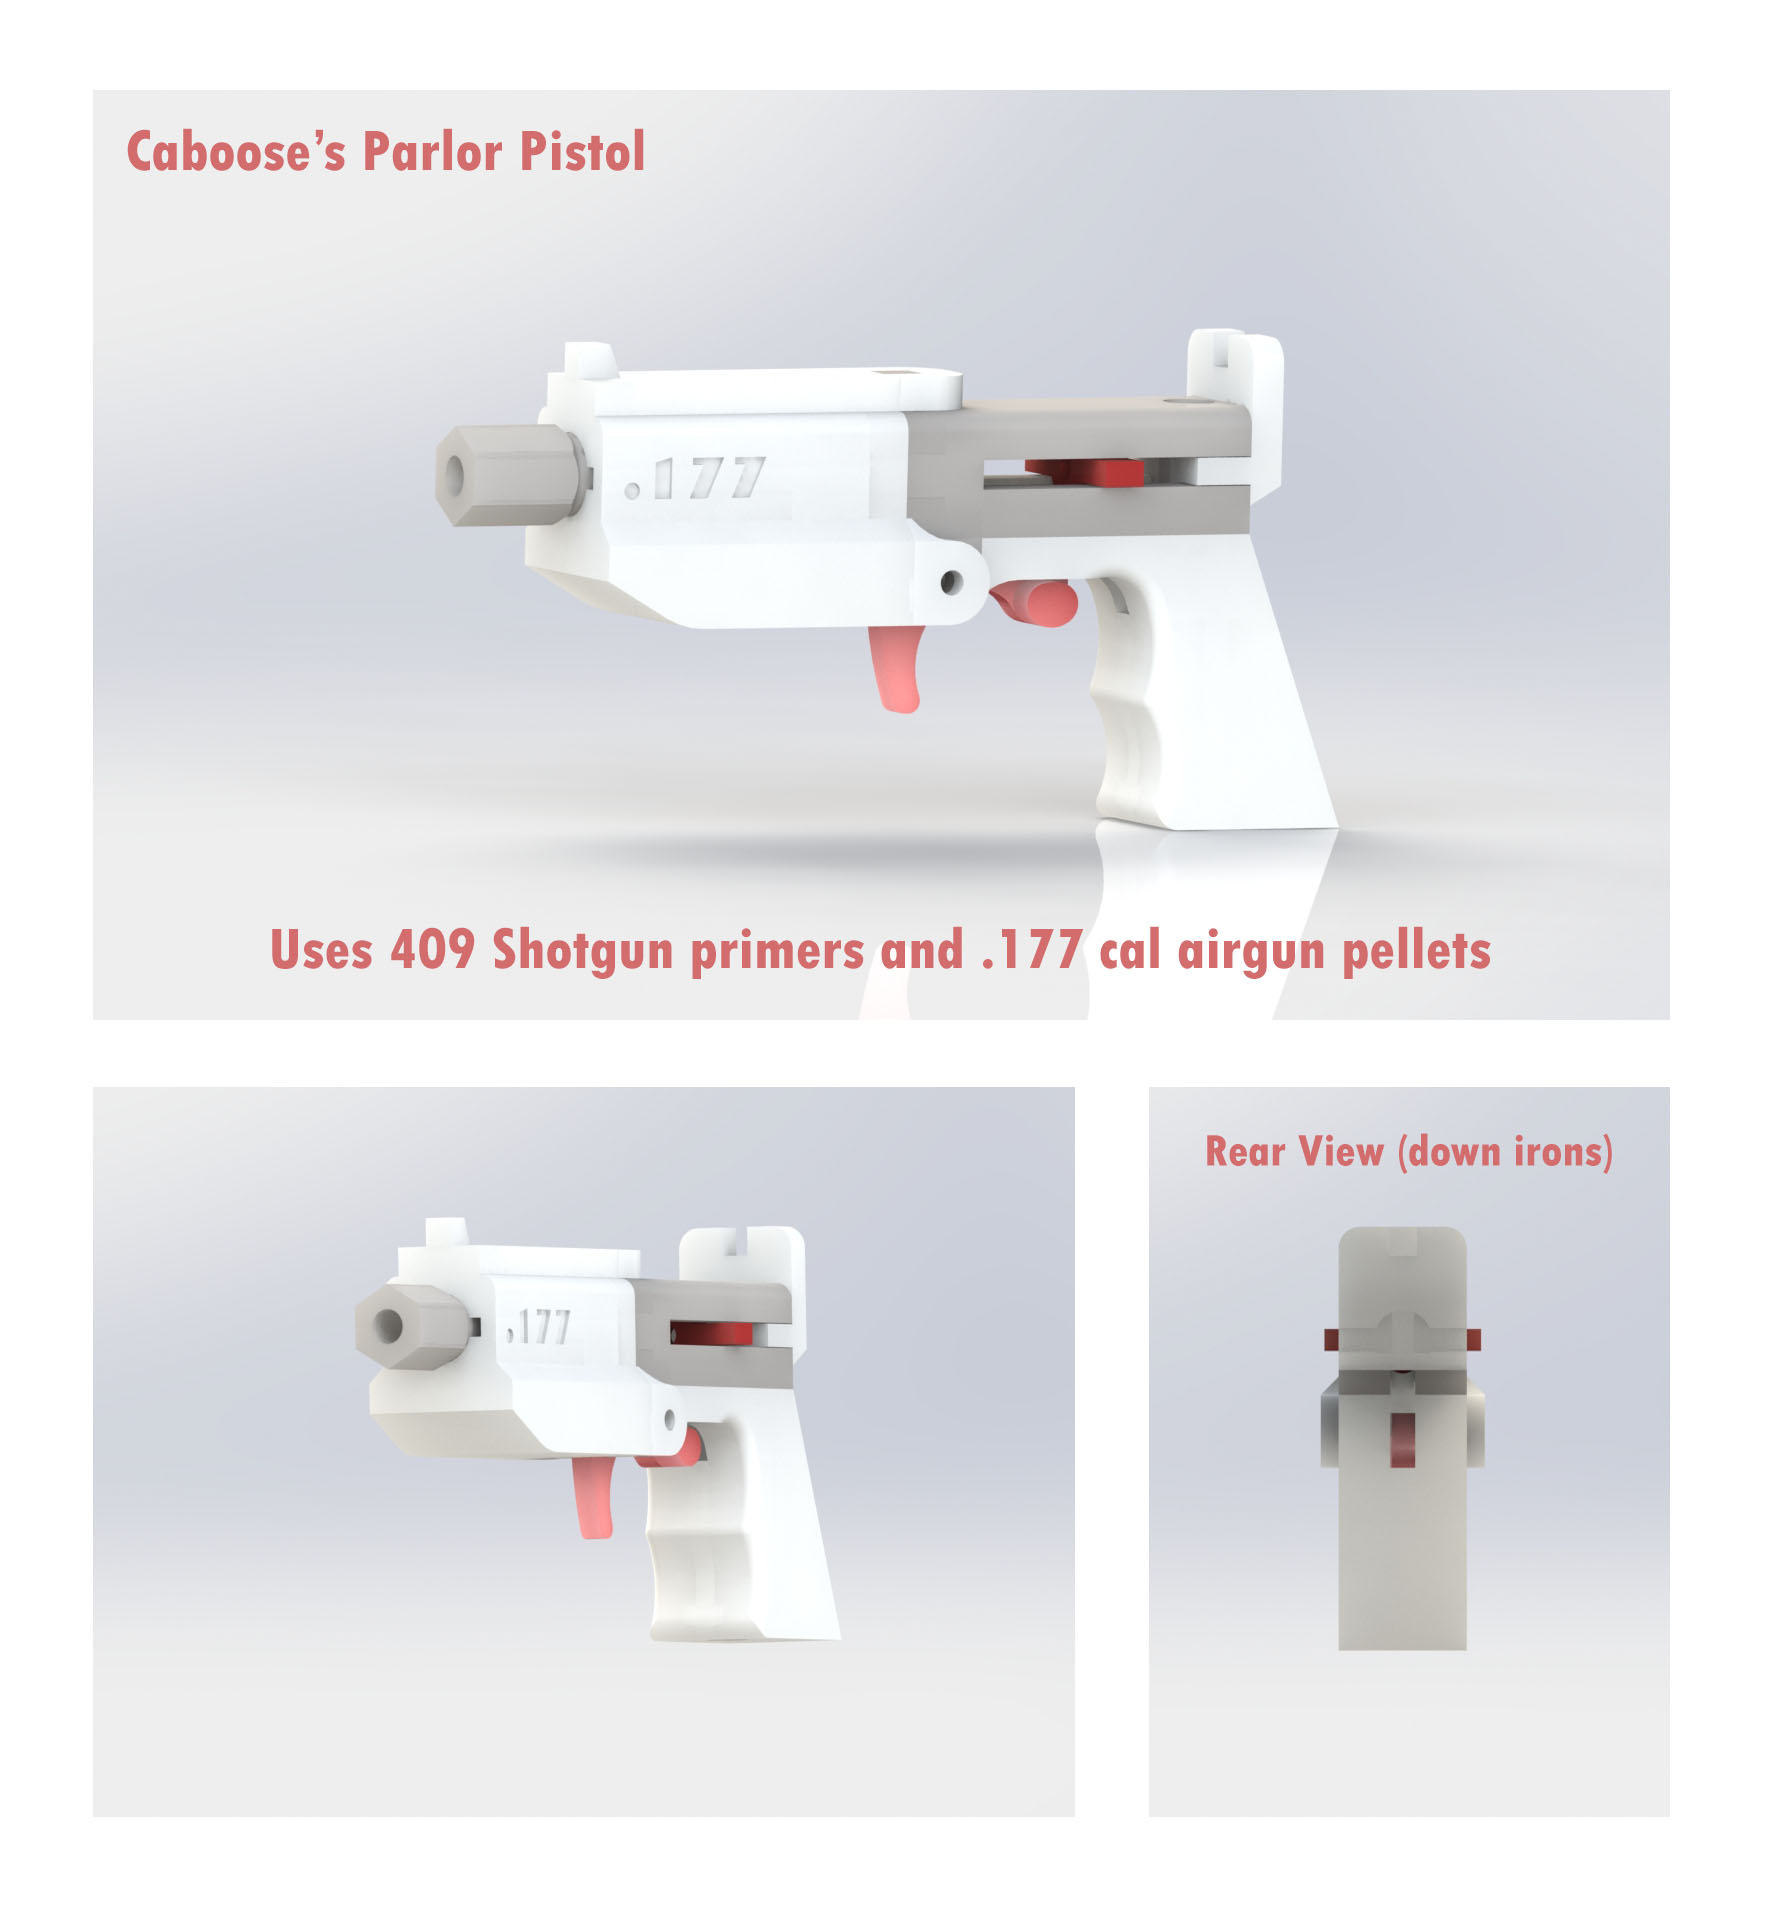 Caboose's Parlor Pistol
.177
Uses 409 Shotgun primers and .177 cal airgun pellets
.177
Rear View (down irons)